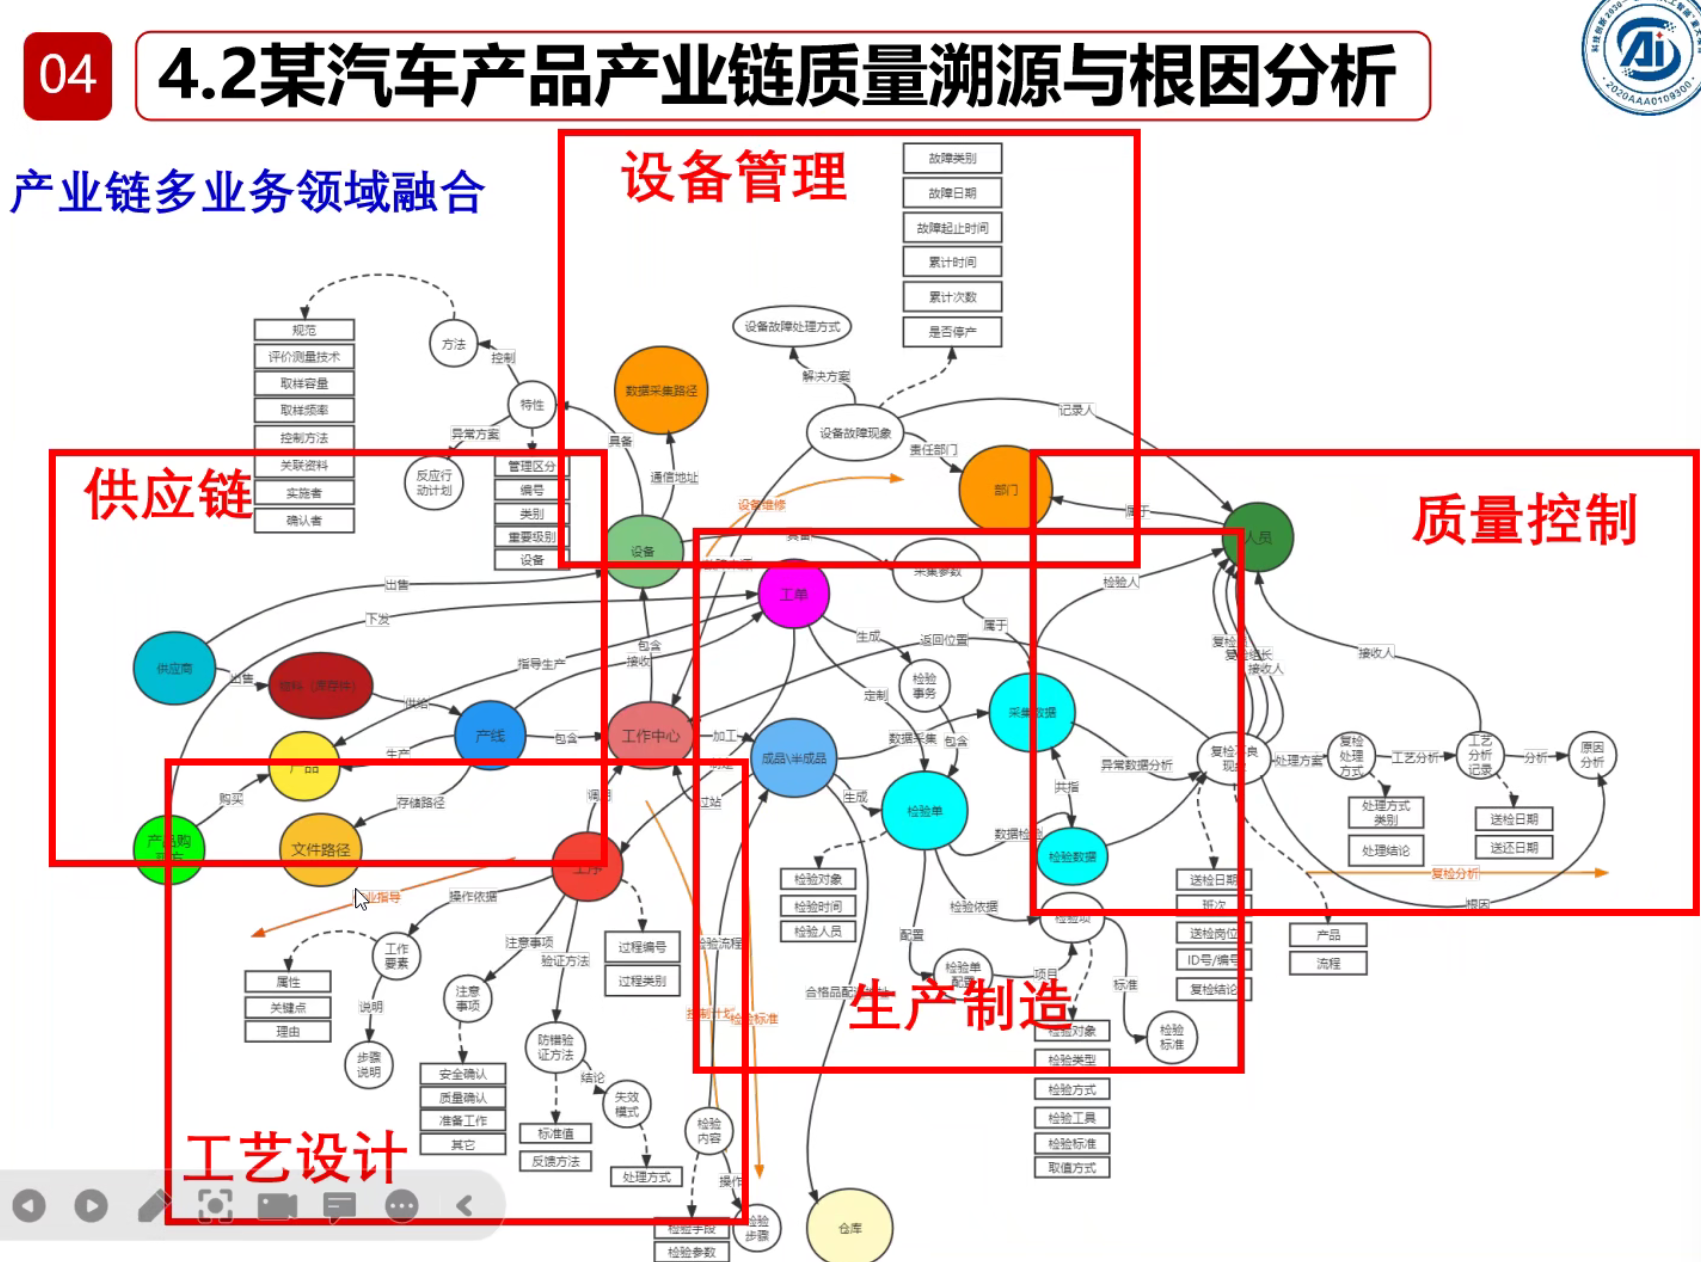 04
4.2某汽车产品产业链质量溯源与根因分析
2020AAA0109300
产业链多业务领域融合
设备管理
故障类别
故障日期
故障起止时间
累计时间
累计次数
是否停产
设备故障处理方式
解决方案
设备故障现象
记录人
责任部门
部门
属于
数据采集路径
通信地址
设备维修
规范
评价测量技术
取样容量
取样频率
控制方法
关联资料
实施者
确认者
方法
控制
特性
具备
异常方案
反应行
动计划
管理区分
编号
类别
重要级别
设备
供应链
质量控制
设备
具备
采集参数
人员
工单
出售
下发
检验人
供应商
出售
物料（库存件）
供给
指导生产
包含
接收
生成
返回位置
属于
接收人
接收人
检验
事务
定制
产线
包含
工作中心
加工
成品\半成品
数据采集
包含
采集数据
异常数据分析
复检不良
现象
处理方案
复检
处理
方式
工艺分析
工艺
分析
记录
分析
原因
分析
产品
生产
购买
存储路径
过站
生成
检验单
共指
数据检测
检验数据
处理方式
类别
处理结论
送检日期
送还日期
复检分析
根因
产品购
买方
文件路径
工序
操作依据
检验对象
检验时间
检验人员
检验依据
检验项
送检日期
班次
送检岗位
ID号/编号
复检结论
产品
流程
工作
要素
属性
关键点
理由
说明
步骤
说明
注意事项
验证方法
过程编号
过程类别
检验流程
配置
检验单
配置
项目
标准
检验
标准
注意
事项
防错验
证方法
结论
失效
模式
安全确认
质量确认
准备工作
其它
标准值
反馈方法
处理方式
控制计划
检验标准
生产制造
检验对象
检验类型
检验方式
检验工具
检验标准
取值方式
检验
内容
操作
检验手段
检验参数
检验
步骤
仓库
工艺设计